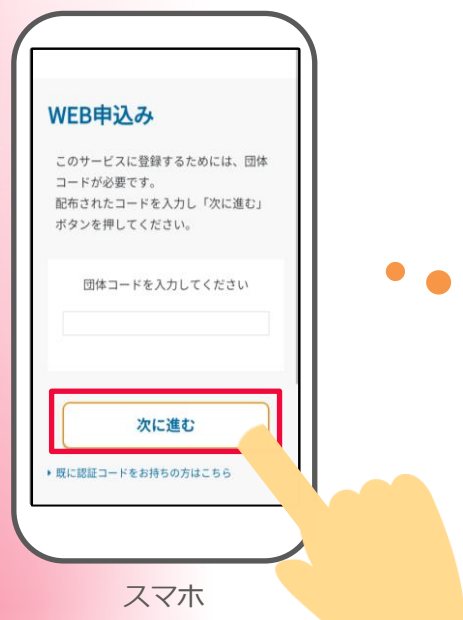 WEB申込み
このサービスに登録するためには、団体
コードが必要です。
配布されたコードを入力し「次に進む」
ボタンを押してください。
団体コードを入力してください
次に進む
既に認証コードをお持ちの方はこちら
スマホ